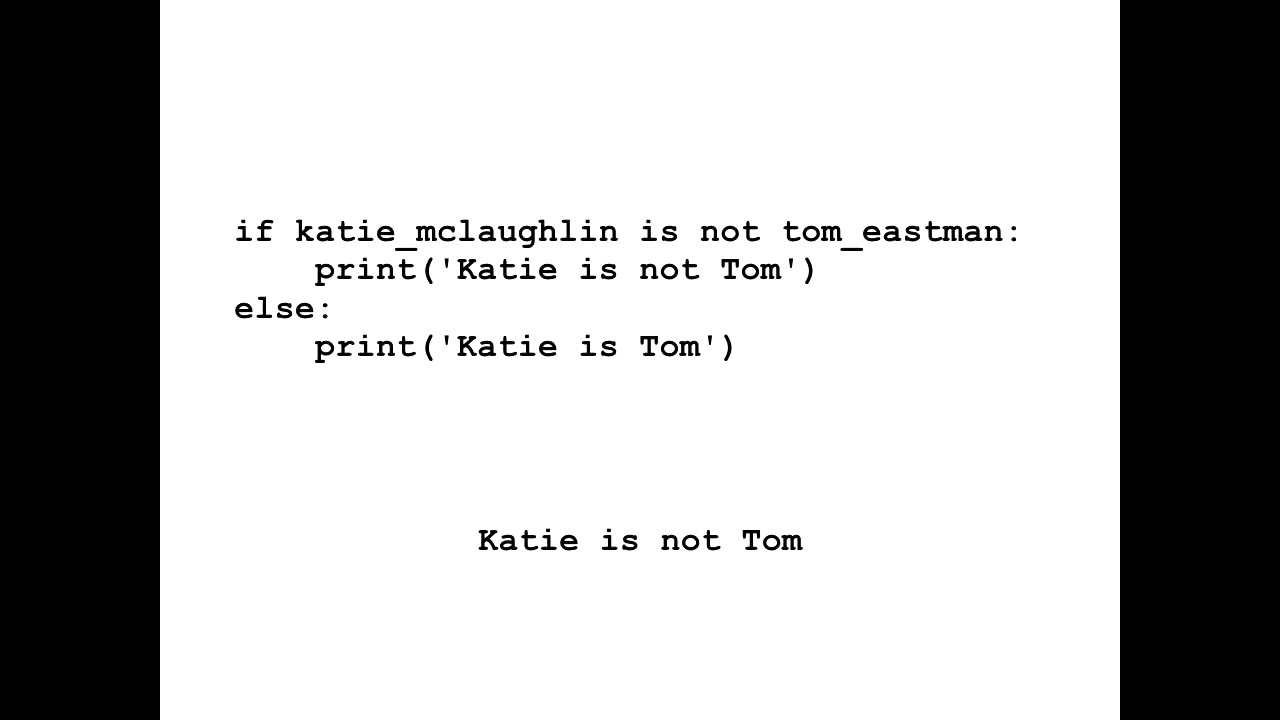 if katie_mclaughlin is not tom_eastman:
    print('Katie is not Tom')
else:
    print('Katie is Tom')
Katie is not Tom